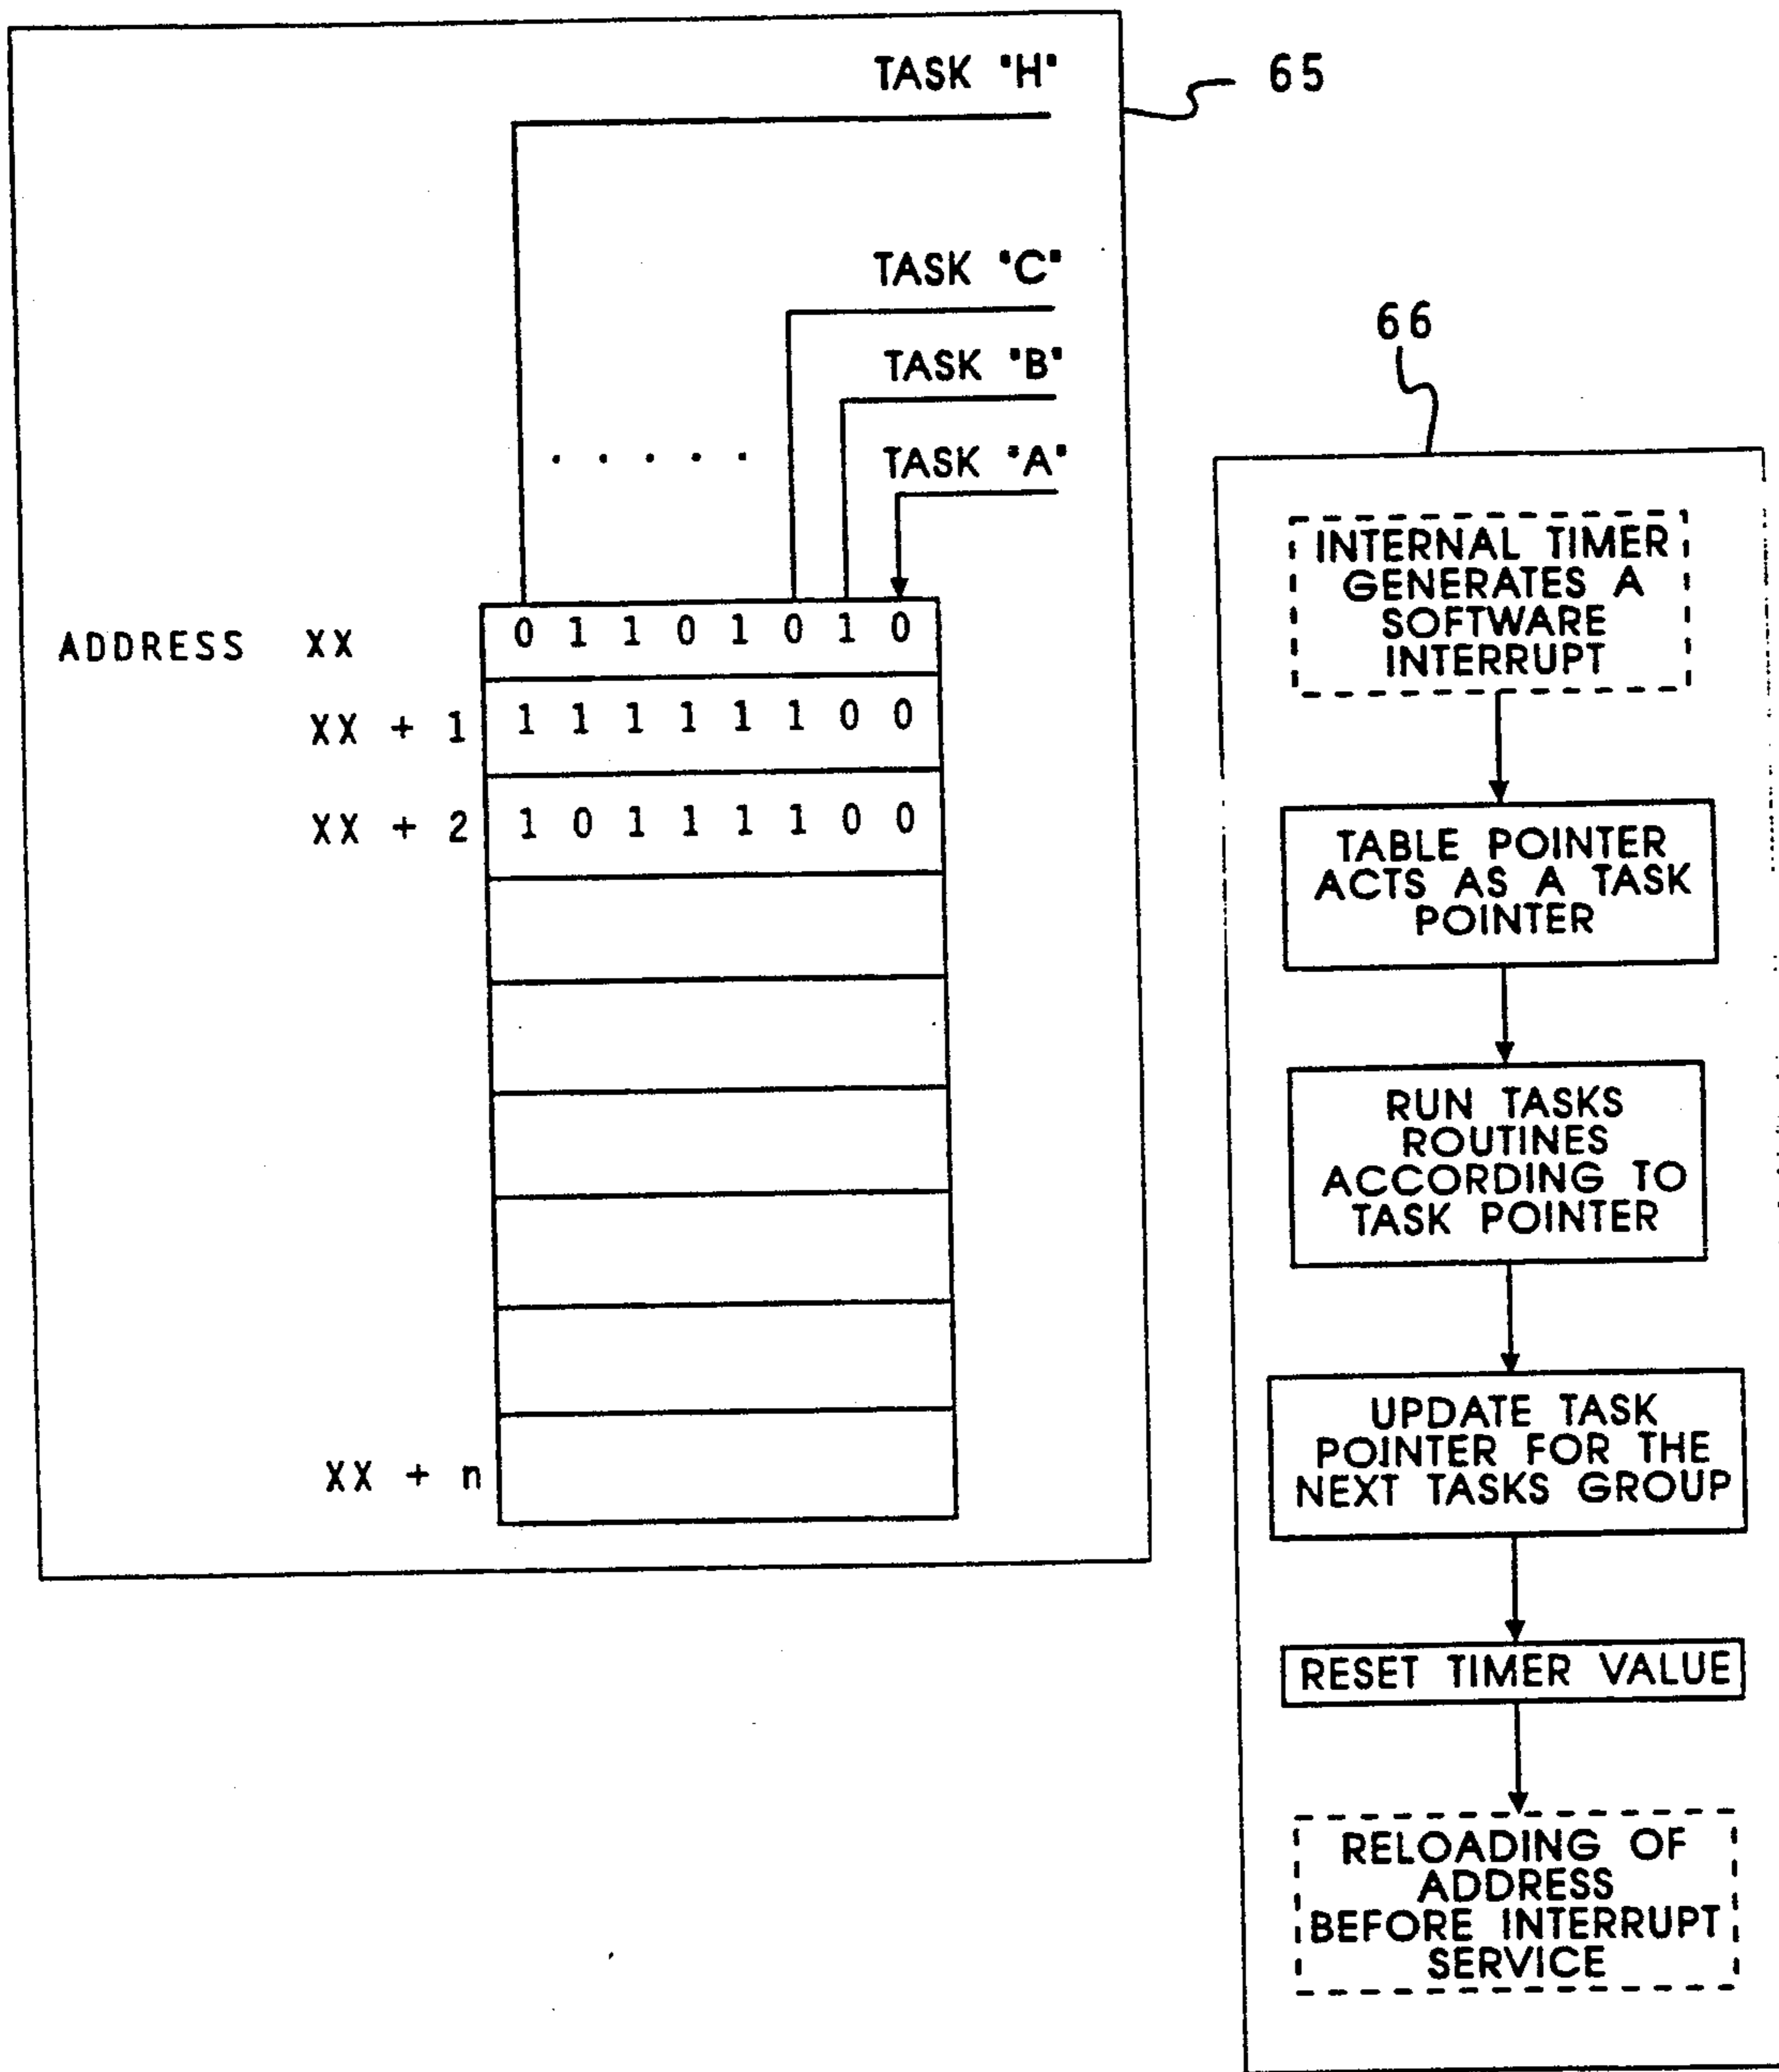 TASK "H"
65
TASK "C"
TASK "B"
TASK "A"
ADDRESS XX 0 1 1 0 1 0 1 0
XX + 1 1 1 1 1 1 1 0 0
XX + 2 1 0 1 1 1 1 0 0
XX + n
66
INTERNAL TIMER
GENERATES A
SOFTWARE
INTERRUPT
TABLE POINTER
ACTS AS A TASK
POINTER
RUN TASKS
ROUTINES
ACCORDING TO
TASK POINTER
UPDATE TASK
POINTER FOR THE
NEXT TASKS GROUP
RESET TIMER VALUE
RELOADING OF
ADDRESS
BEFORE INTERRUPT
SERVICE